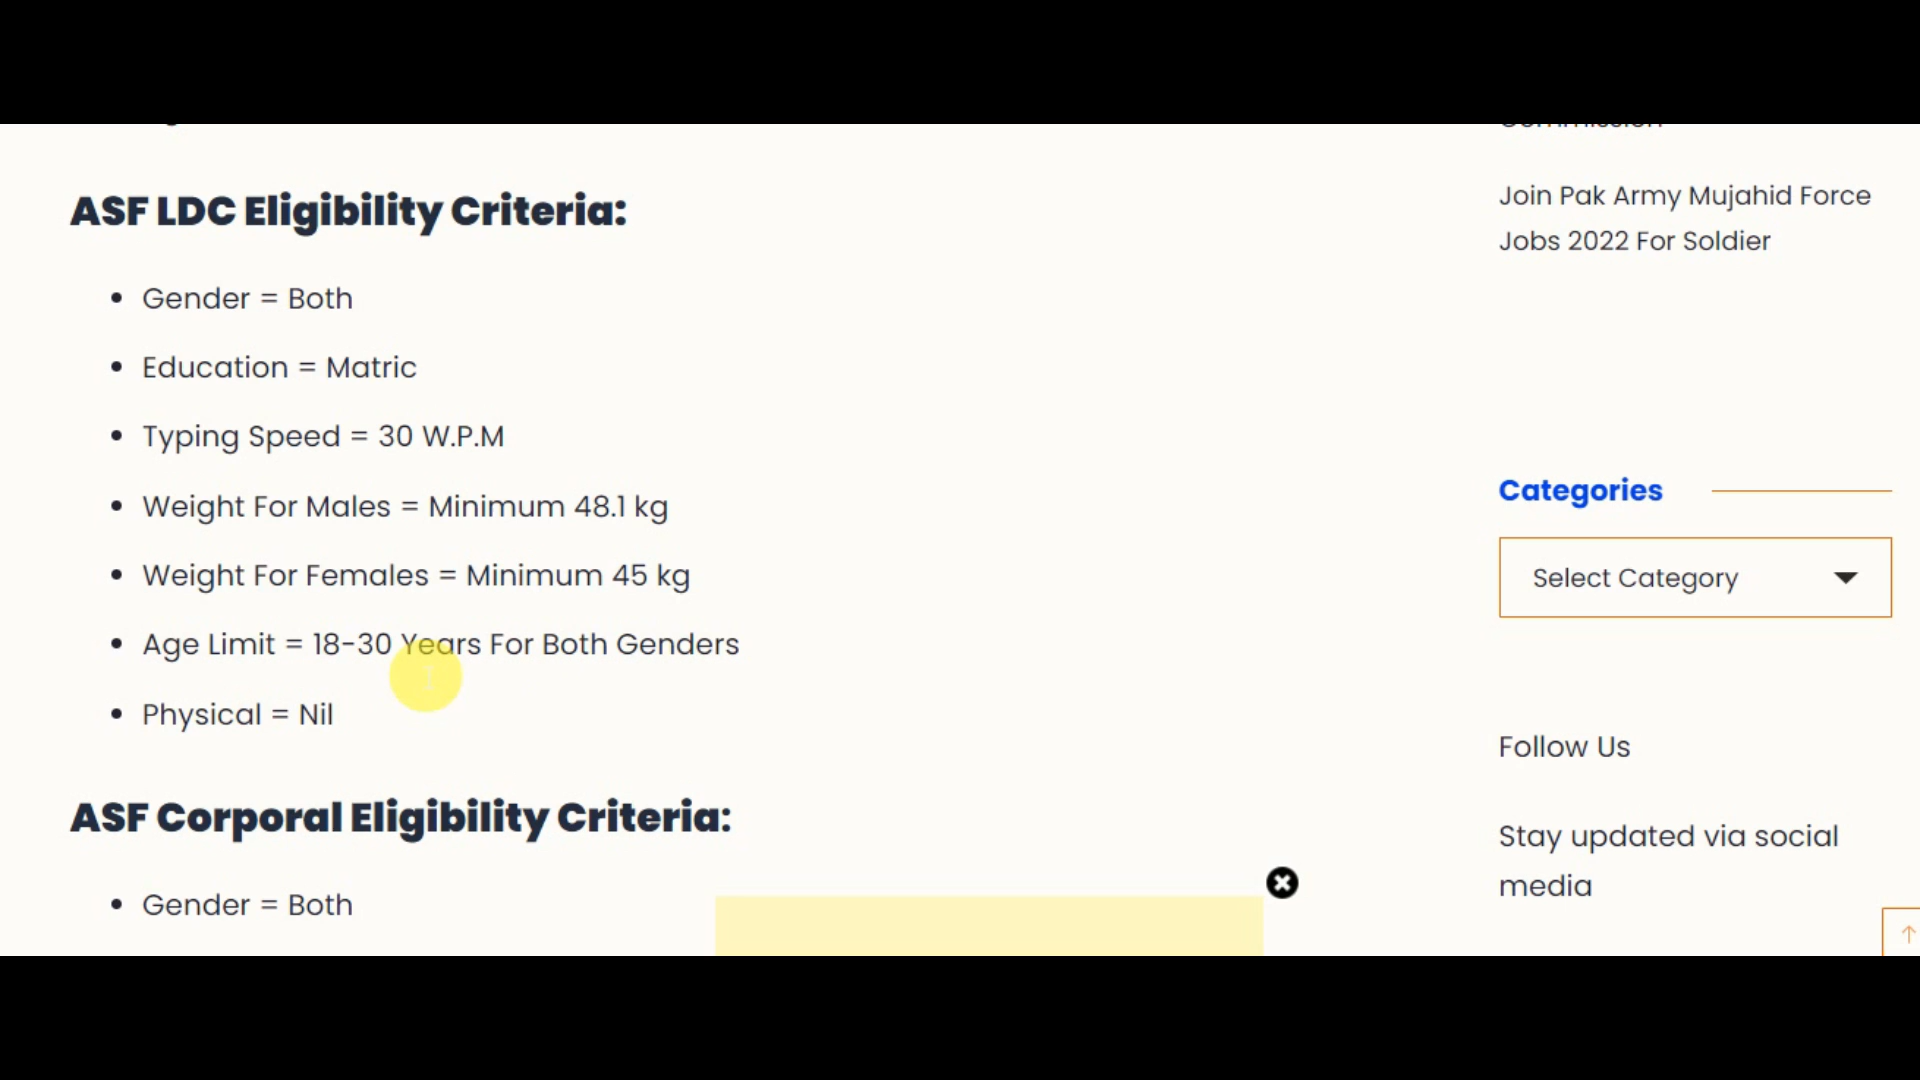 ASF LDC Eligibility Criteria:
Gender = Both
Education = Matric
Typing Speed = 30 W.P.M
Weight For Males = Minimum 48.1 kg
Weight For Females = Minimum 45 kg
Age Limit = 18-30 Years For Both Genders
Physical = Nil
ASF Corporal Eligibility Criteria:
Gender = Both
Join Pak Army Mujahid Force
Jobs 2022 For Soldier
Categories
Select Category
Follow Us
Stay updated via social
media